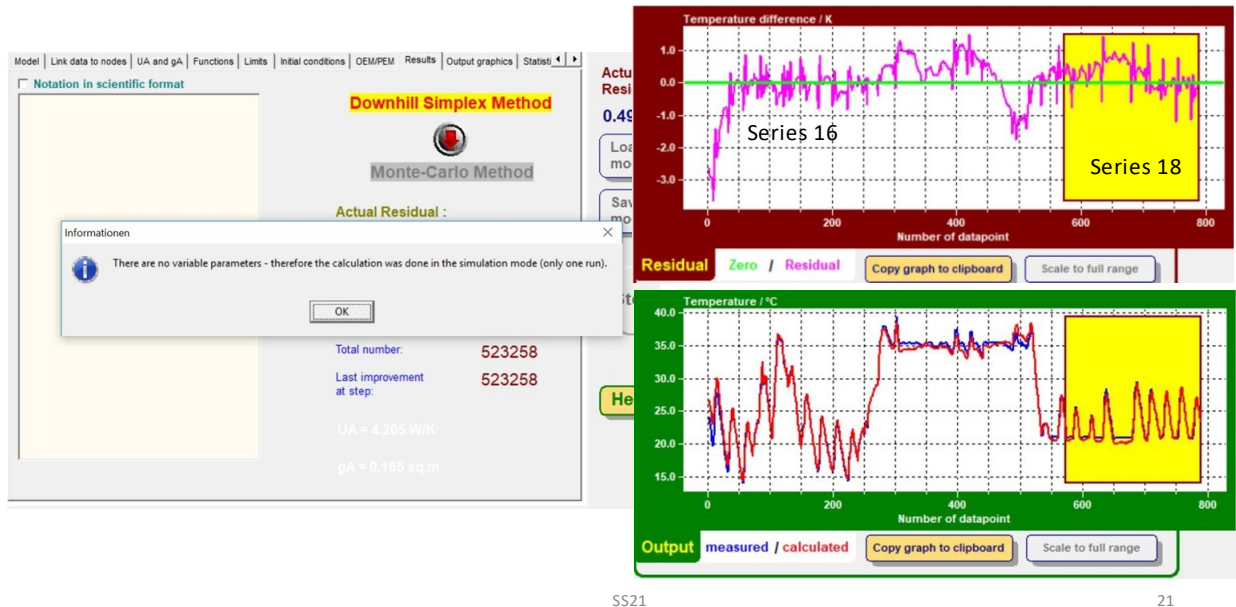 Model | Link data to nodes | UA and gA | Functions | Limits | Initial conditions | OEM/PEM | Results | Output graphics | Statisti
Notation in scientific format
Downhill Simplex Method
Monte-Carlo Method
Actual Residual :
Informationen
There are no variable parameters - therefore the calculation was done in the simulation mode (only one run).
OK
Total number: 523258
Last improvement
at step: 523258
UA = 4.205 W/K
gA = 0.165 sq.m
Actu
Resi
0.49
Loa
mo
Sav
mo
He
Temperature difference / K
1.0
0.0
-1.0
-2.0
-3.0
Series 16
Series 18
0 200 400 600 800
Number of datapoint
Residual Zero / Residual Copy graph to clipboard Scale to full range
Temperature / °C
40.0
35.0
30.0
25.0
20.0
15.0
0 200 400 600 800
Number of datapoint
Output measured / calculated Copy graph to clipboard Scale to full range
SS21 21